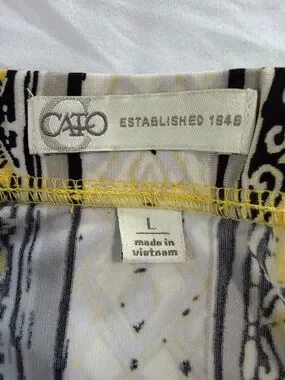 CATO
ESTABLISHED 1946
L
made in
vietnam